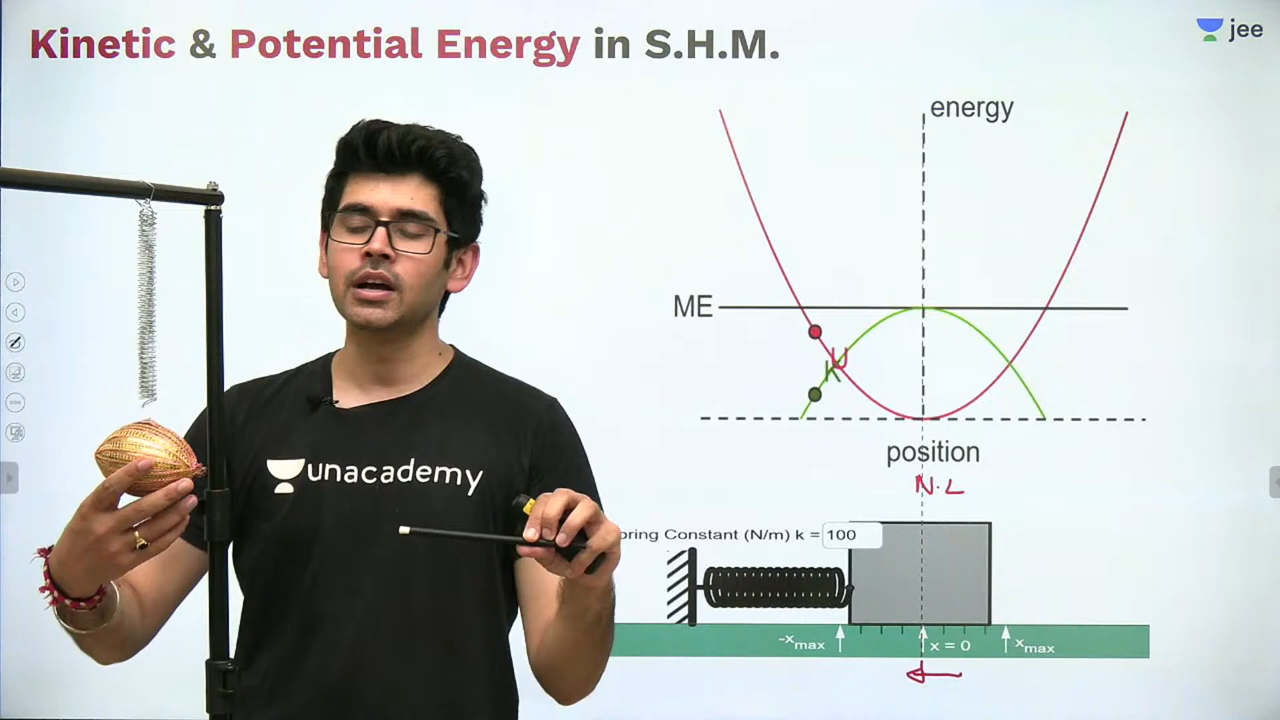 Kinetic & Potential Energy in S.H.M.
jee
energy
ME
U
K
position
N.L
unacademy
Spring Constant (N/m) k = 100
-xmax
x = 0
xmax